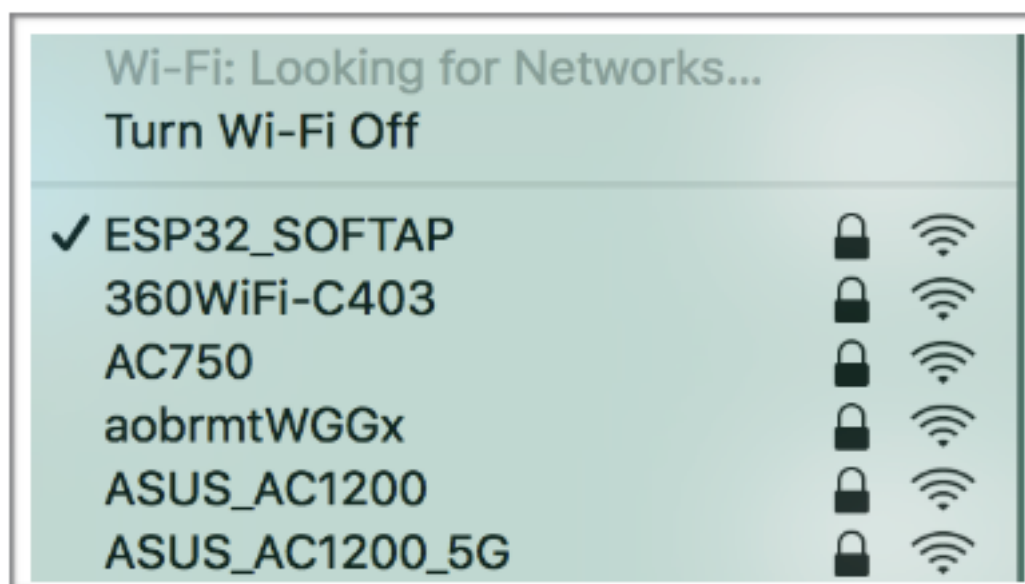 Wi-Fi: Looking for Networks...
Turn Wi-Fi Off
ESP32_SOFTAP
360WiFi-C403
AC750
aobrmtWGGx
ASUS_AC1200
ASUS_AC1200_5G